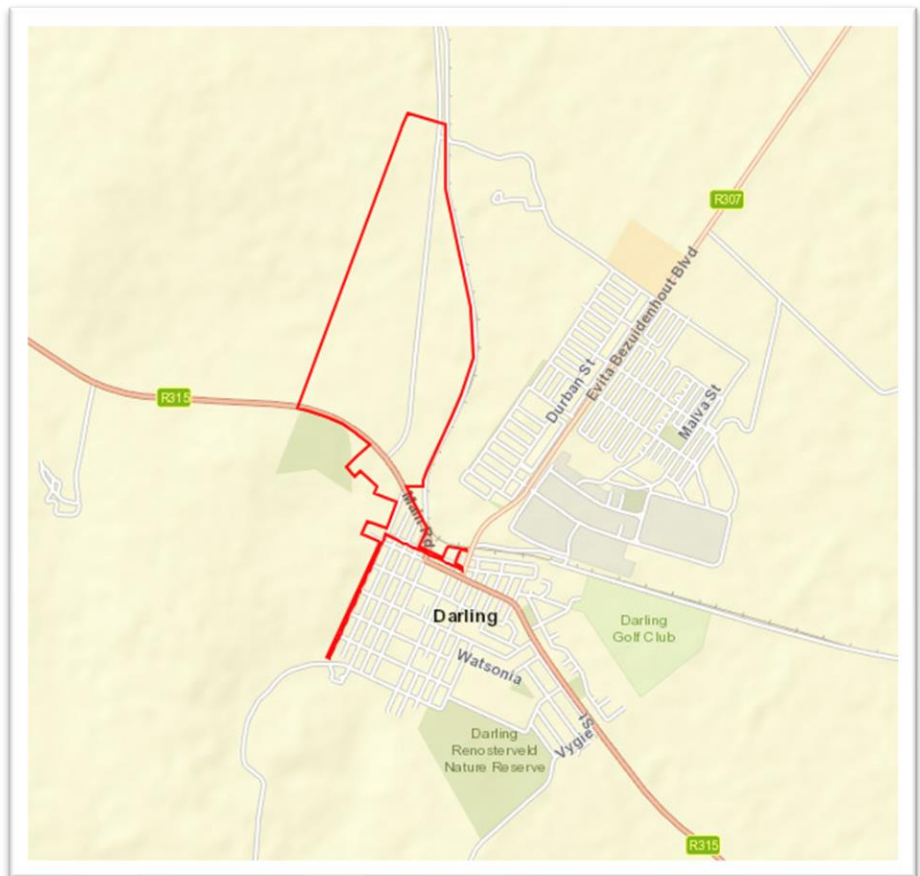 R307
Evita Bezuidenhout Blvd
Durban St
Malva St
R315
Main Rd
Darling
Darling
Golf Club
Watsonia
Vygie St
Darling
Renosterveld
Nature Reserve
R315